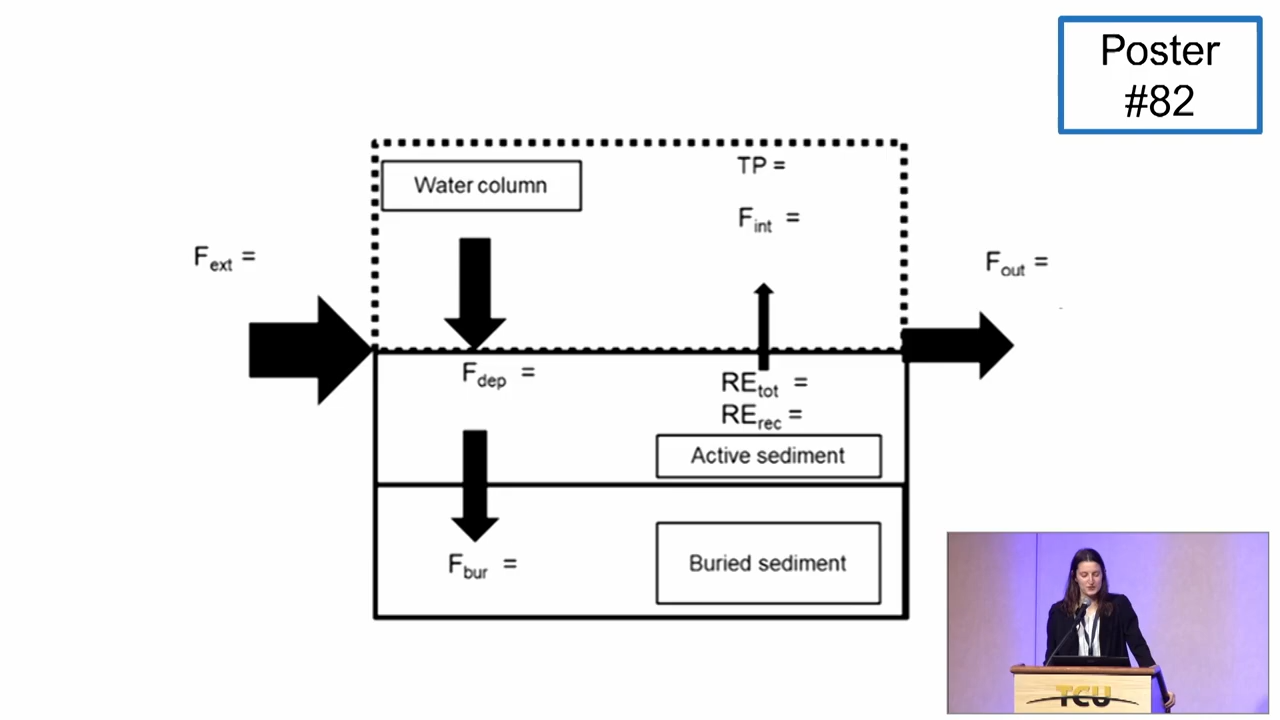 Poster
#82
Water column
TP =
F_int =
F_ext =
F_out =
F_dep =
RE_tot =
RE_rec =
Active sediment
F_bur =
Buried sediment
TCU